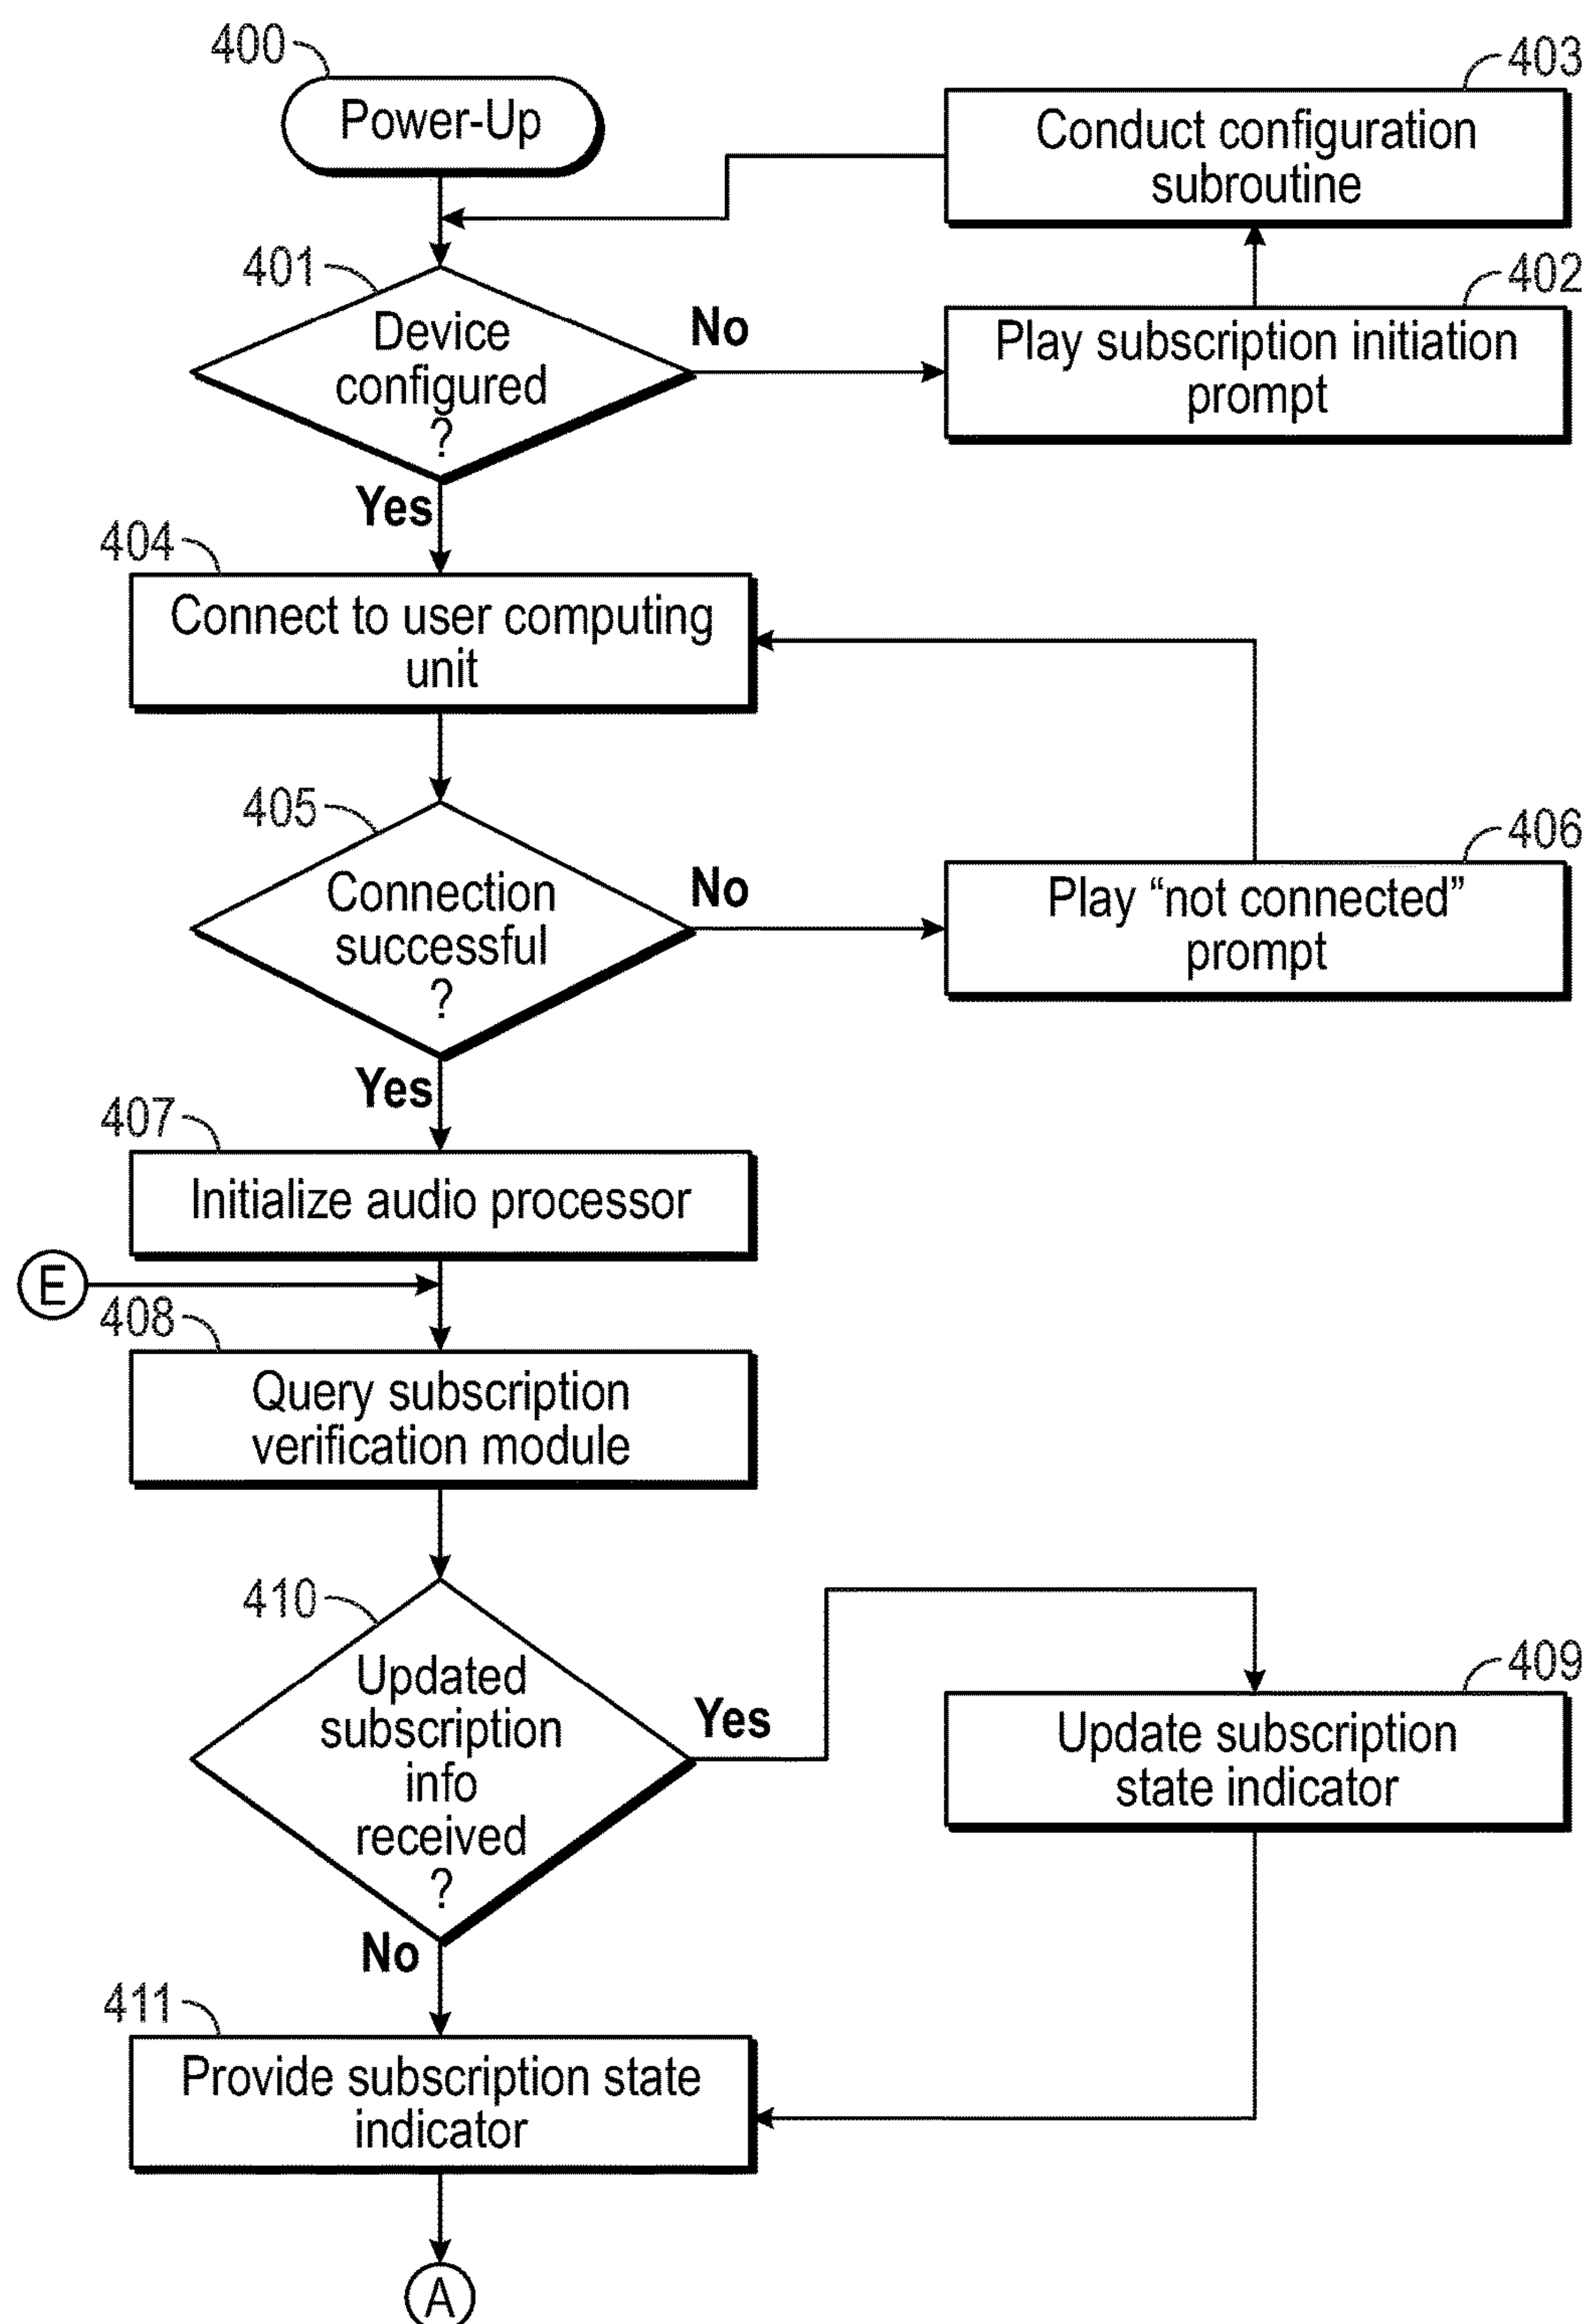 400
Power-Up
403
Conduct configuration
subroutine
401
Device
configured
?
No
402
Play subscription initiation
prompt
Yes
404
Connect to user computing
unit
405
Connection
successful
?
No
406
Play “not connected”
prompt
Yes
407
Initialize audio processor
E
408
Query subscription
verification module
410
Updated
subscription
info
received
?
Yes
409
Update subscription
state indicator
No
411
Provide subscription state
indicator
A